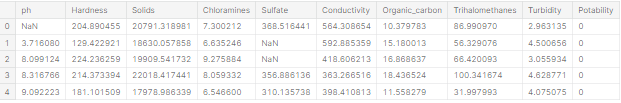 ph Hardness Solids Chloramines Sulfate Conductivity Organic_carbon Trihalomethanes Turbidity Potability
0 NaN 204.890455 20791.318981 7.300212 368.516441 564.308654 10.379783 86.990970 2.963135 0
1 3.716080 129.422921 18630.057858 6.635246 NaN 592.885359 15.180013 56.329076 4.500656 0
2 8.099124 224.236259 19909.541732 9.275884 NaN 418.606213 16.868637 66.420093 3.055934 0
3 8.316766 214.373394 22018.417441 8.059332 356.886136 363.266516 18.436524 100.341674 4.628771 0
4 9.092223 181.101509 17978.986339 6.546600 310.135738 398.410813 11.558279 31.997993 4.075075 0